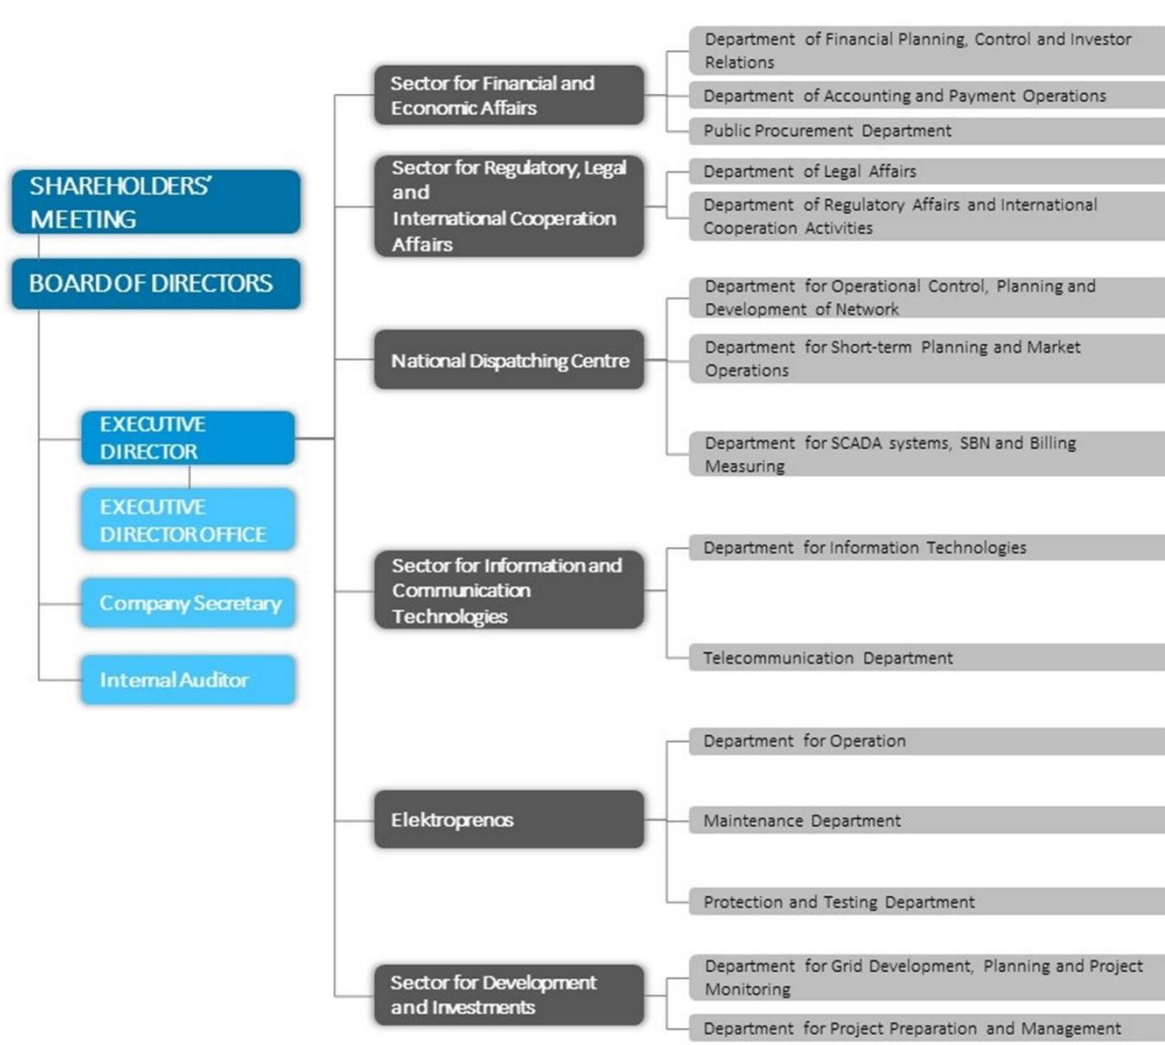 SHAREHOLDERS'
MEETING
BOARD OF DIRECTORS
EXECUTIVE
DIRECTOR
EXECUTIVE
DIRECTOR OFFICE
Company Secretary
Internal Auditor
Sector for Financial and
Economic Affairs
Department of Financial Planning, Control and Investor
Relations
Department of Accounting and Payment Operations
Public Procurement Department
Sector for Regulatory, Legal
and
International Cooperation
Affairs
Department of Legal Affairs
Department of Regulatory Affairs and International
Cooperation Activities
National Dispatching Centre
Department for Operational Control, Planning and
Development of Network
Department for Short-term Planning and Market
Operations
Department for SCADA systems, SBN and Billing
Measuring
Sector for Information and
Communication
Technologies
Department for Information Technologies
Telecommunication Department
Elektroprenos
Department for Operation
Maintenance Department
Protection and Testing Department
Sector for Development
and Investments
Department for Grid Development, Planning and Project
Monitoring
Department for Project Preparation and Management